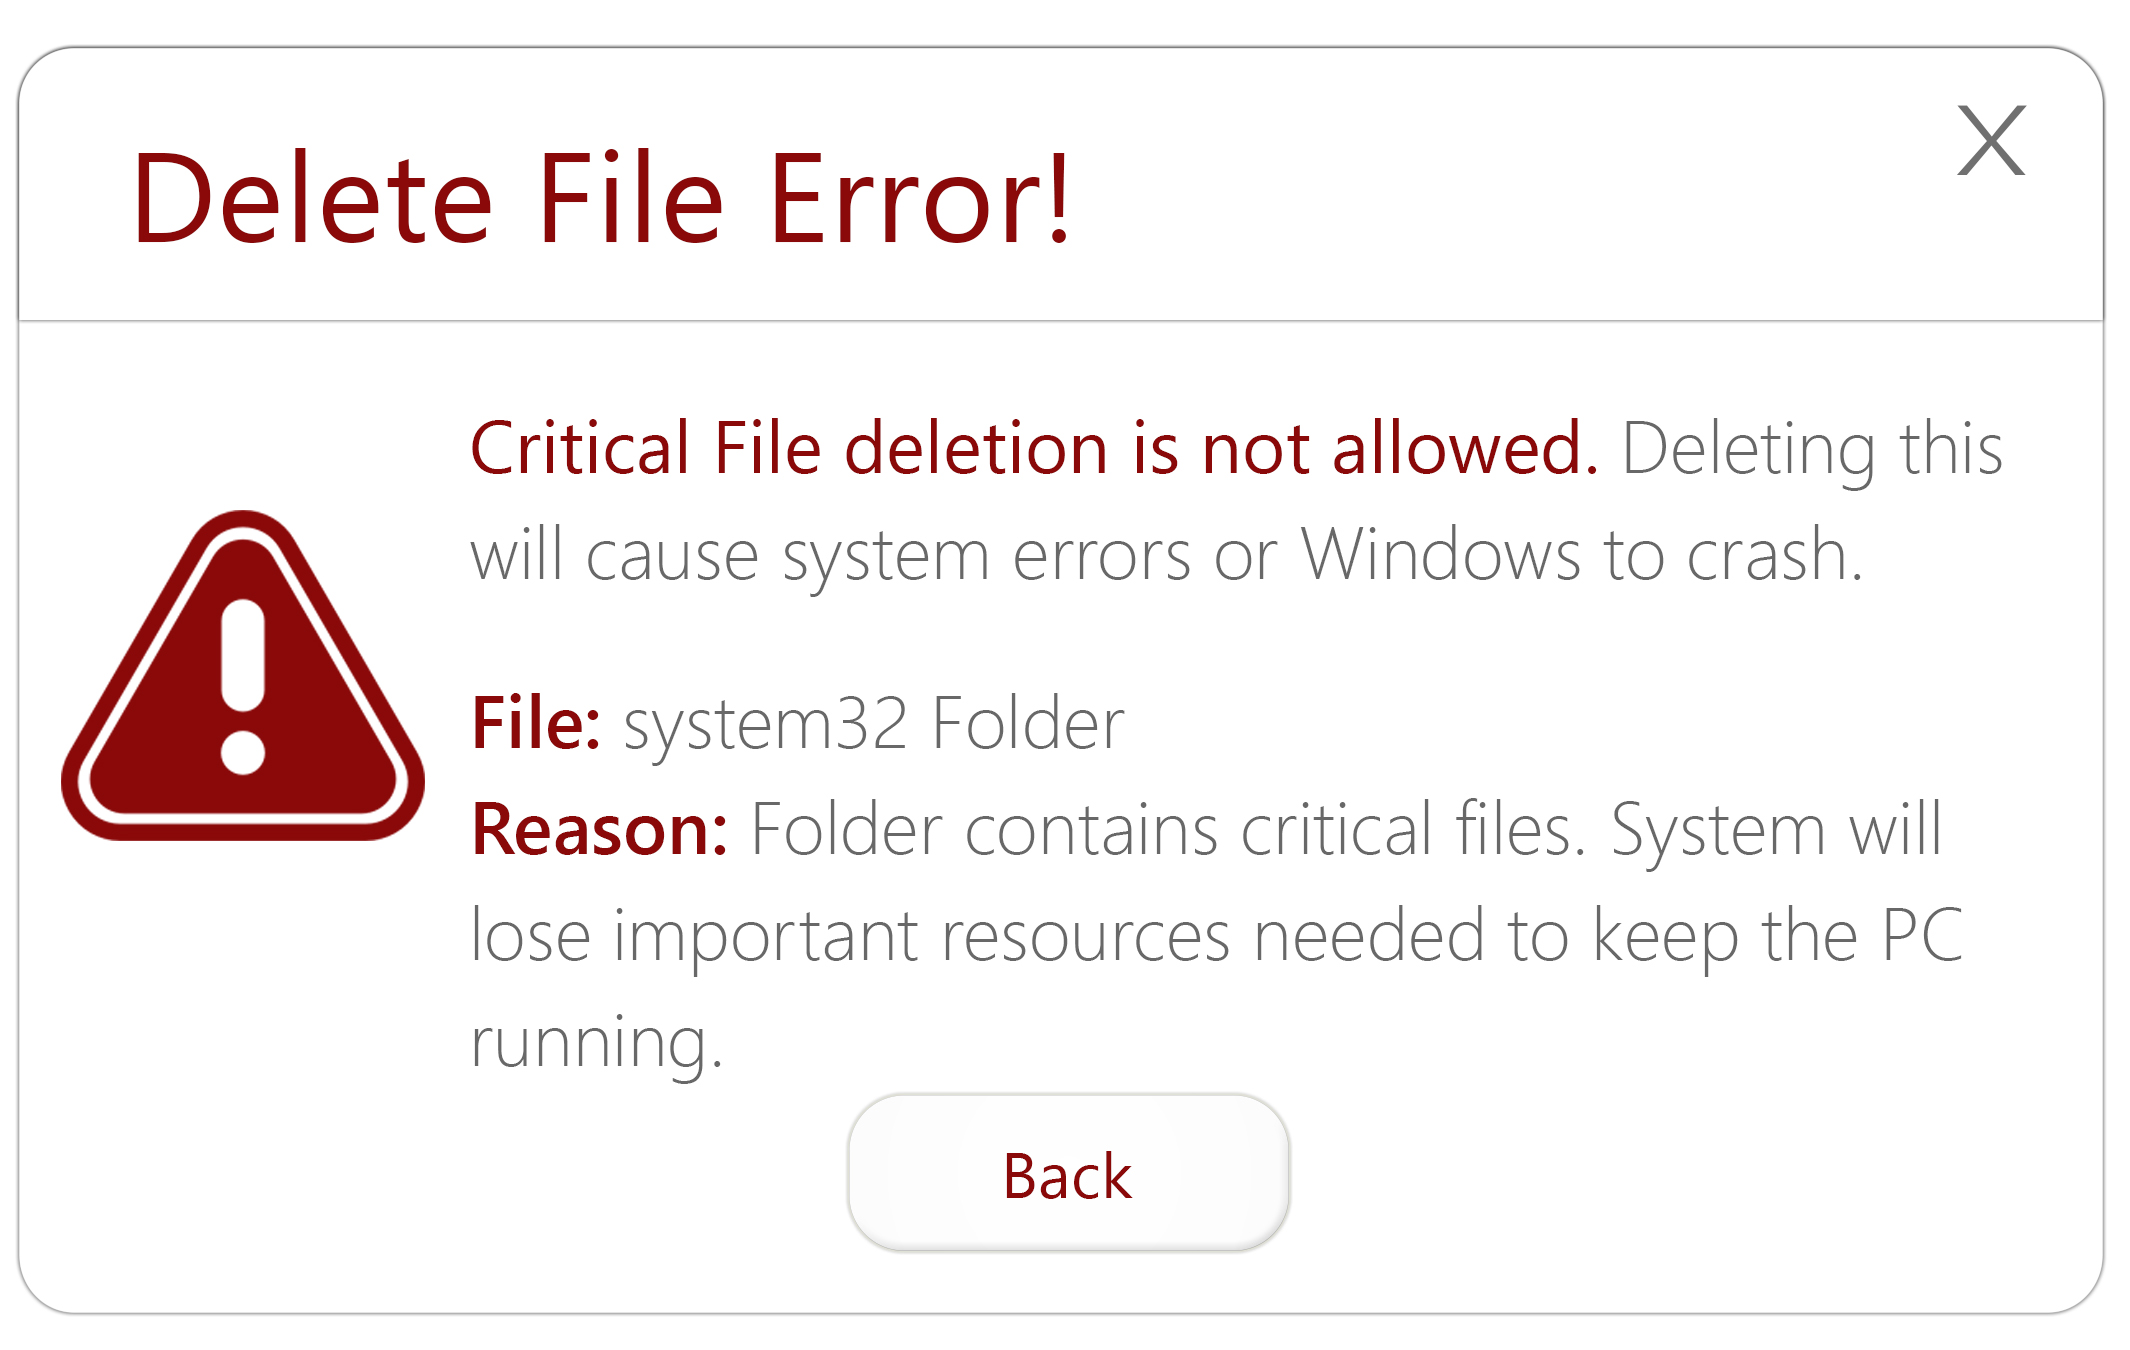 X
Delete File Error!
Critical File deletion is not allowed. Deleting this
will cause system errors or Windows to crash.
File: system32 Folder
Reason: Folder contains critical files. System will
lose important resources needed to keep the PC
running.
Back